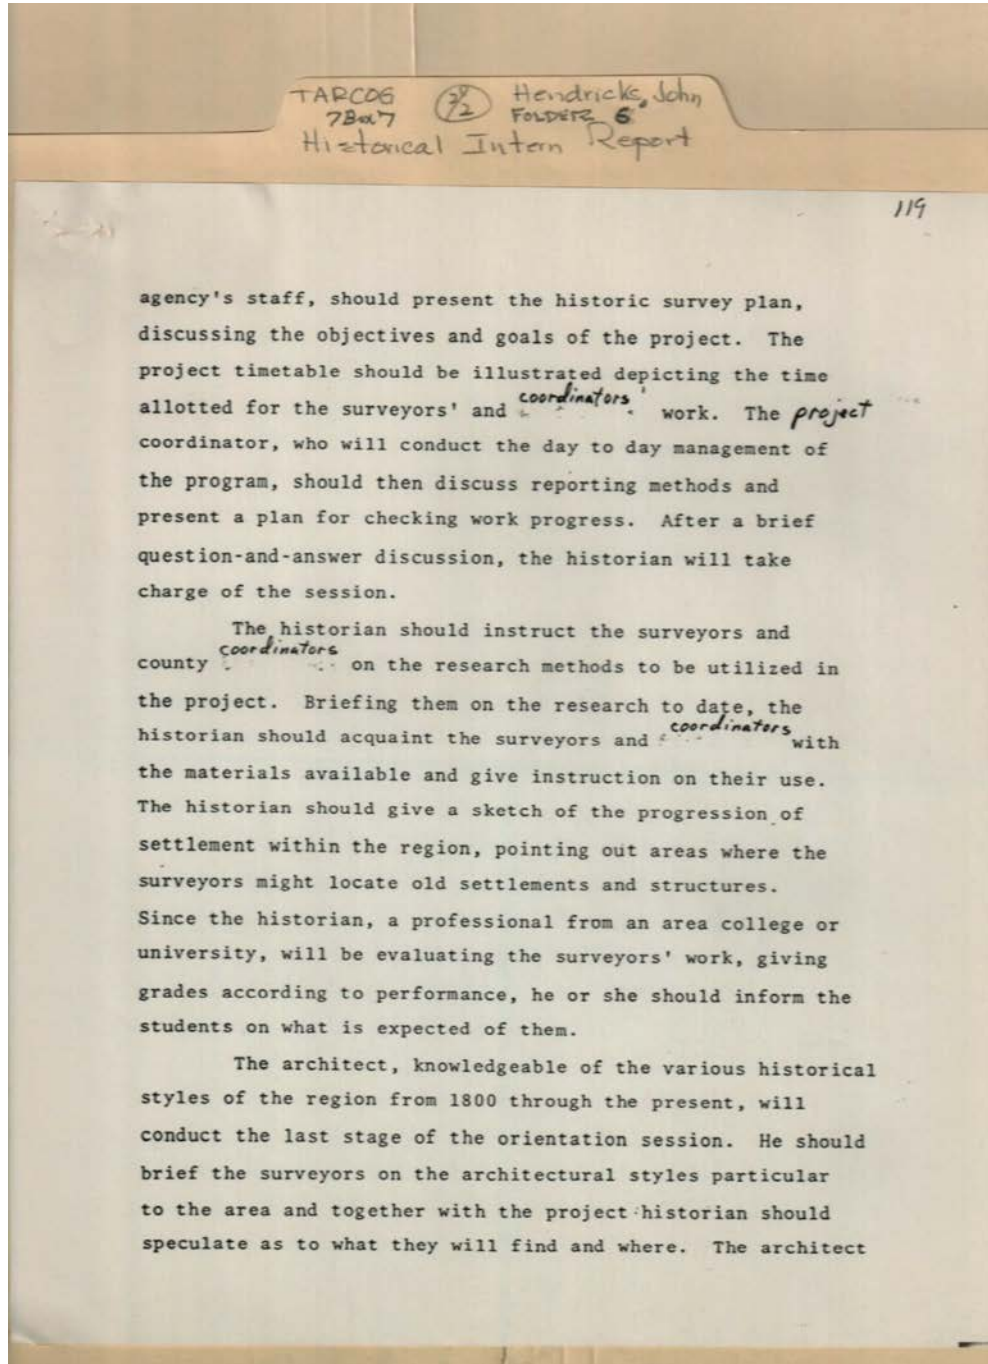 TARCOG 2/2 Hendricks, John
7Box7 FOLDER 6
Historical Intern Report
119
agency's staff, should present the historic survey plan,
discussing the objectives and goals of the project. The
project timetable should be illustrated depicting the time
allotted for the surveyors' and coordinators' work. The project
coordinator, who will conduct the day to day management of
the program, should then discuss reporting methods and
present a plan for checking work progress. After a brief
question-and-answer discussion, the historian will take
charge of the session.
The historian should instruct the surveyors and
county coordinators on the research methods to be utilized in
the project. Briefing them on the research to date, the
historian should acquaint the surveyors and coordinators with
the materials available and give instruction on their use.
The historian should give a sketch of the progression of
settlement within the region, pointing out areas where the
surveyors might locate old settlements and structures.
Since the historian, a professional from an area college or
university, will be evaluating the surveyors' work, giving
grades according to performance, he or she should inform the
students on what is expected of them.
The architect, knowledgeable of the various historical
styles of the region from 1800 through the present, will
conduct the last stage of the orientation session. He should
brief the surveyors on the architectural styles particular
to the area and together with the project historian should
speculate as to what they will find and where. The architect